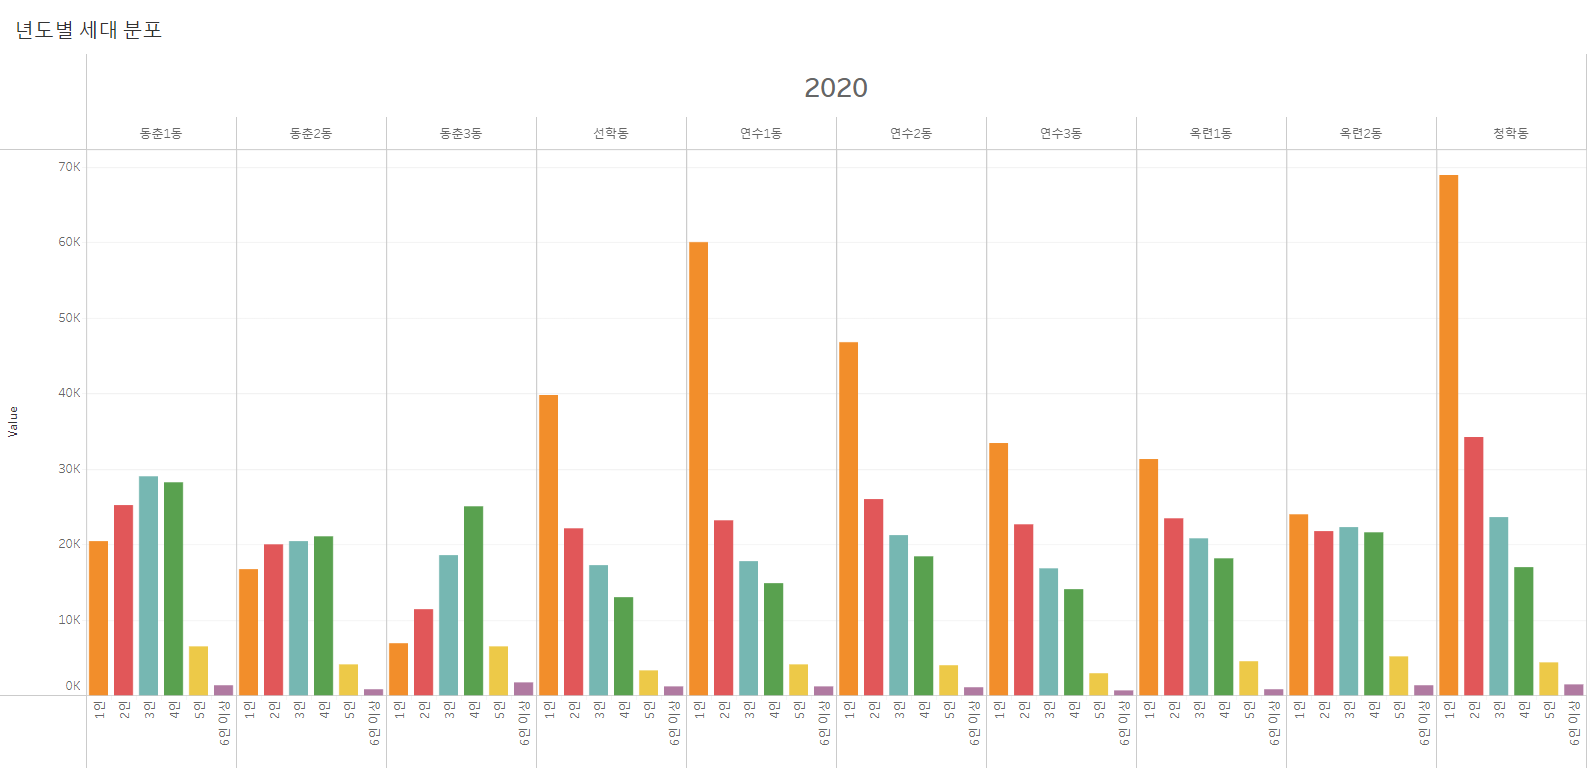 년도별 세대 분포
2020
동춘1동 동춘2동 동춘3동 선학동 연수1동 연수2동 연수3동 옥련1동 옥련2동 청학동
70K
60K
50K
40K
30K
20K
10K
0K
Value
1인 2인 3인 4인 5인 6인 이상 1인 2인 3인 4인 5인 6인 이상 1인 2인 3인 4인 5인 6인 이상 1인 2인 3인 4인 5인 6인 이상 1인 2인 3인 4인 5인 6인 이상 1인 2인 3인 4인 5인 6인 이상 1인 2인 3인 4인 5인 6인 이상 1인 2인 3인 4인 5인 6인 이상 1인 2인 3인 4인 5인 6인 이상 1인 2인 3인 4인 5인 6인 이상